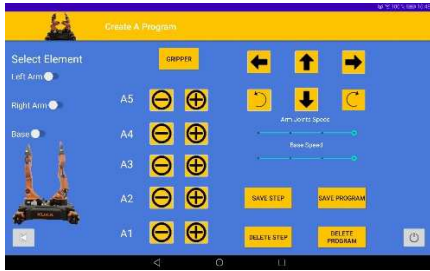 Create A Program
Select Element
GRIPPER
Left Arm
Right Arm
Base
A5
A4
A3
A2
A1
Arm Joints Speed
Base Speed
SAVE STEP
SAVE PROGRAM
DELETE STEP
DELETE
PROGRAM